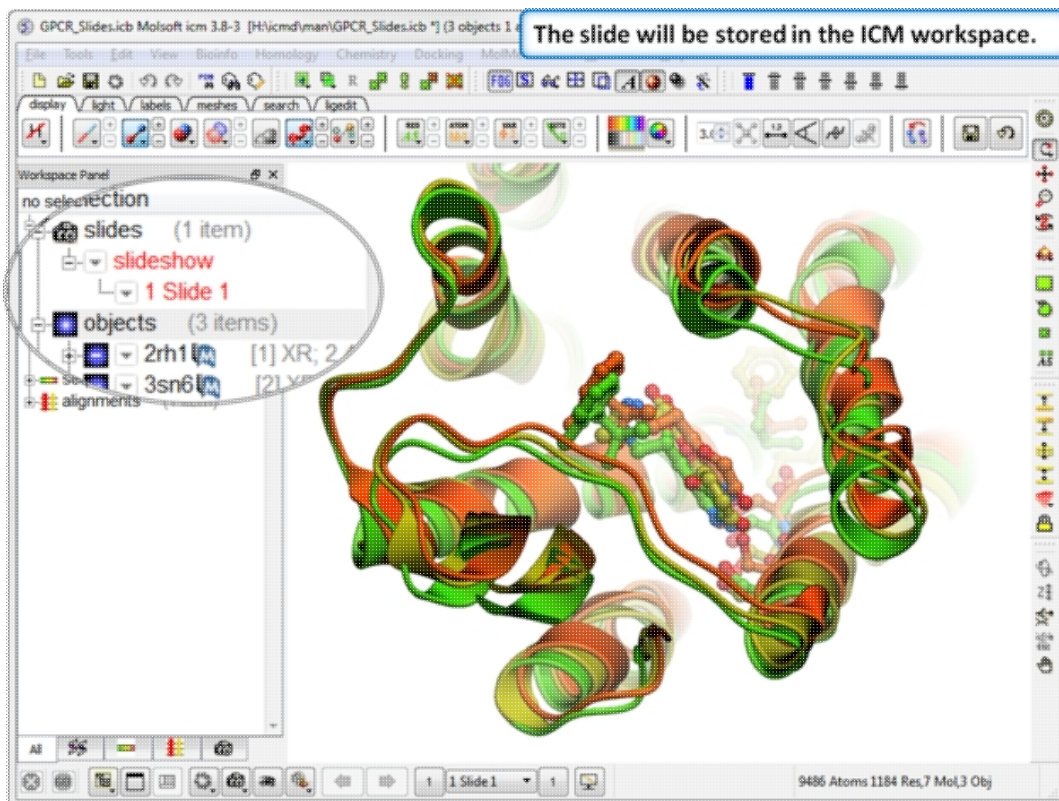 GPCR_Slides.icb Molsoft icm 3.8-3 [H:\icmd\man\GPCR_Slides.icb *] (3 objects 1
The slide will be stored in the ICM workspace.
File Tools Edit View Bioinfo Homology Chemistry Docking
display light labels meshes search ligedit
Workspace Panel
no selection
slides (1 item)
slideshow
1 Slide 1
objects (3 items)
2rh1 [1] XR; 2
3sn6 [2]
alignments
All
1 1 Slide 1 1
9486 Atoms 1184 Res,7 Mol,3 Obj